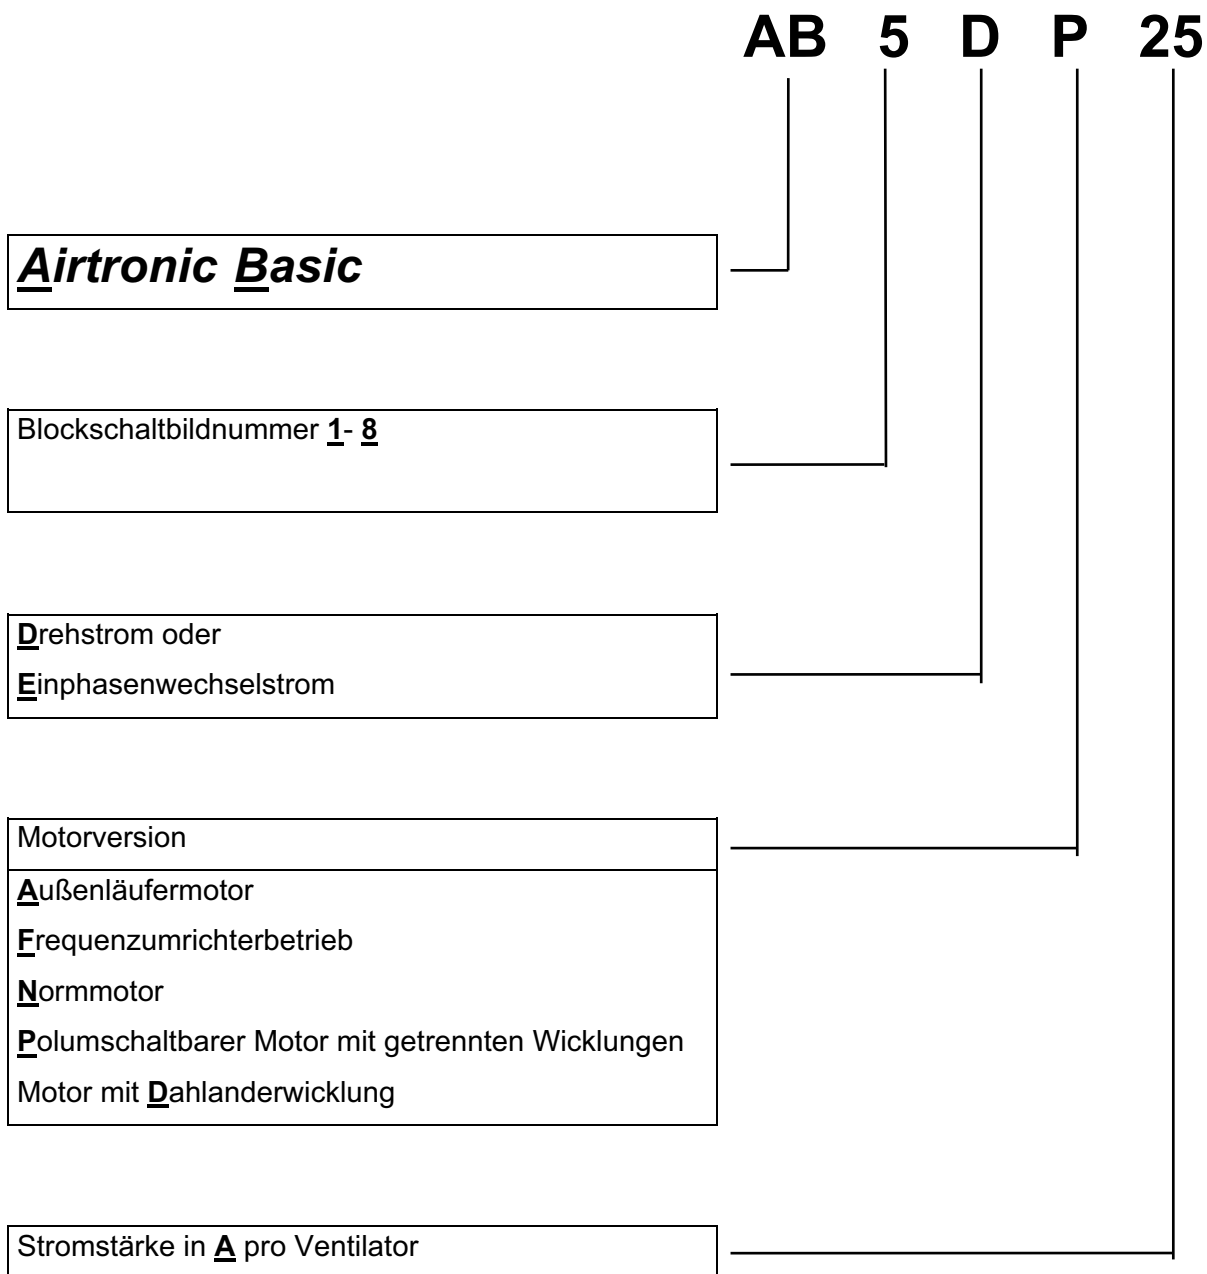 AB 5 D P 25
Airtronic Basic
Blockschaltbildnummer 1- 8
Drehstrom oder
Einphasenwechselstrom
Motorversion
Außenläufermotor
Frequenzumrichterbetrieb
Normmotor
Polumschaltbarer Motor mit getrennten Wicklungen
Motor mit Dahlanderwicklung
Stromstärke in A pro Ventilator